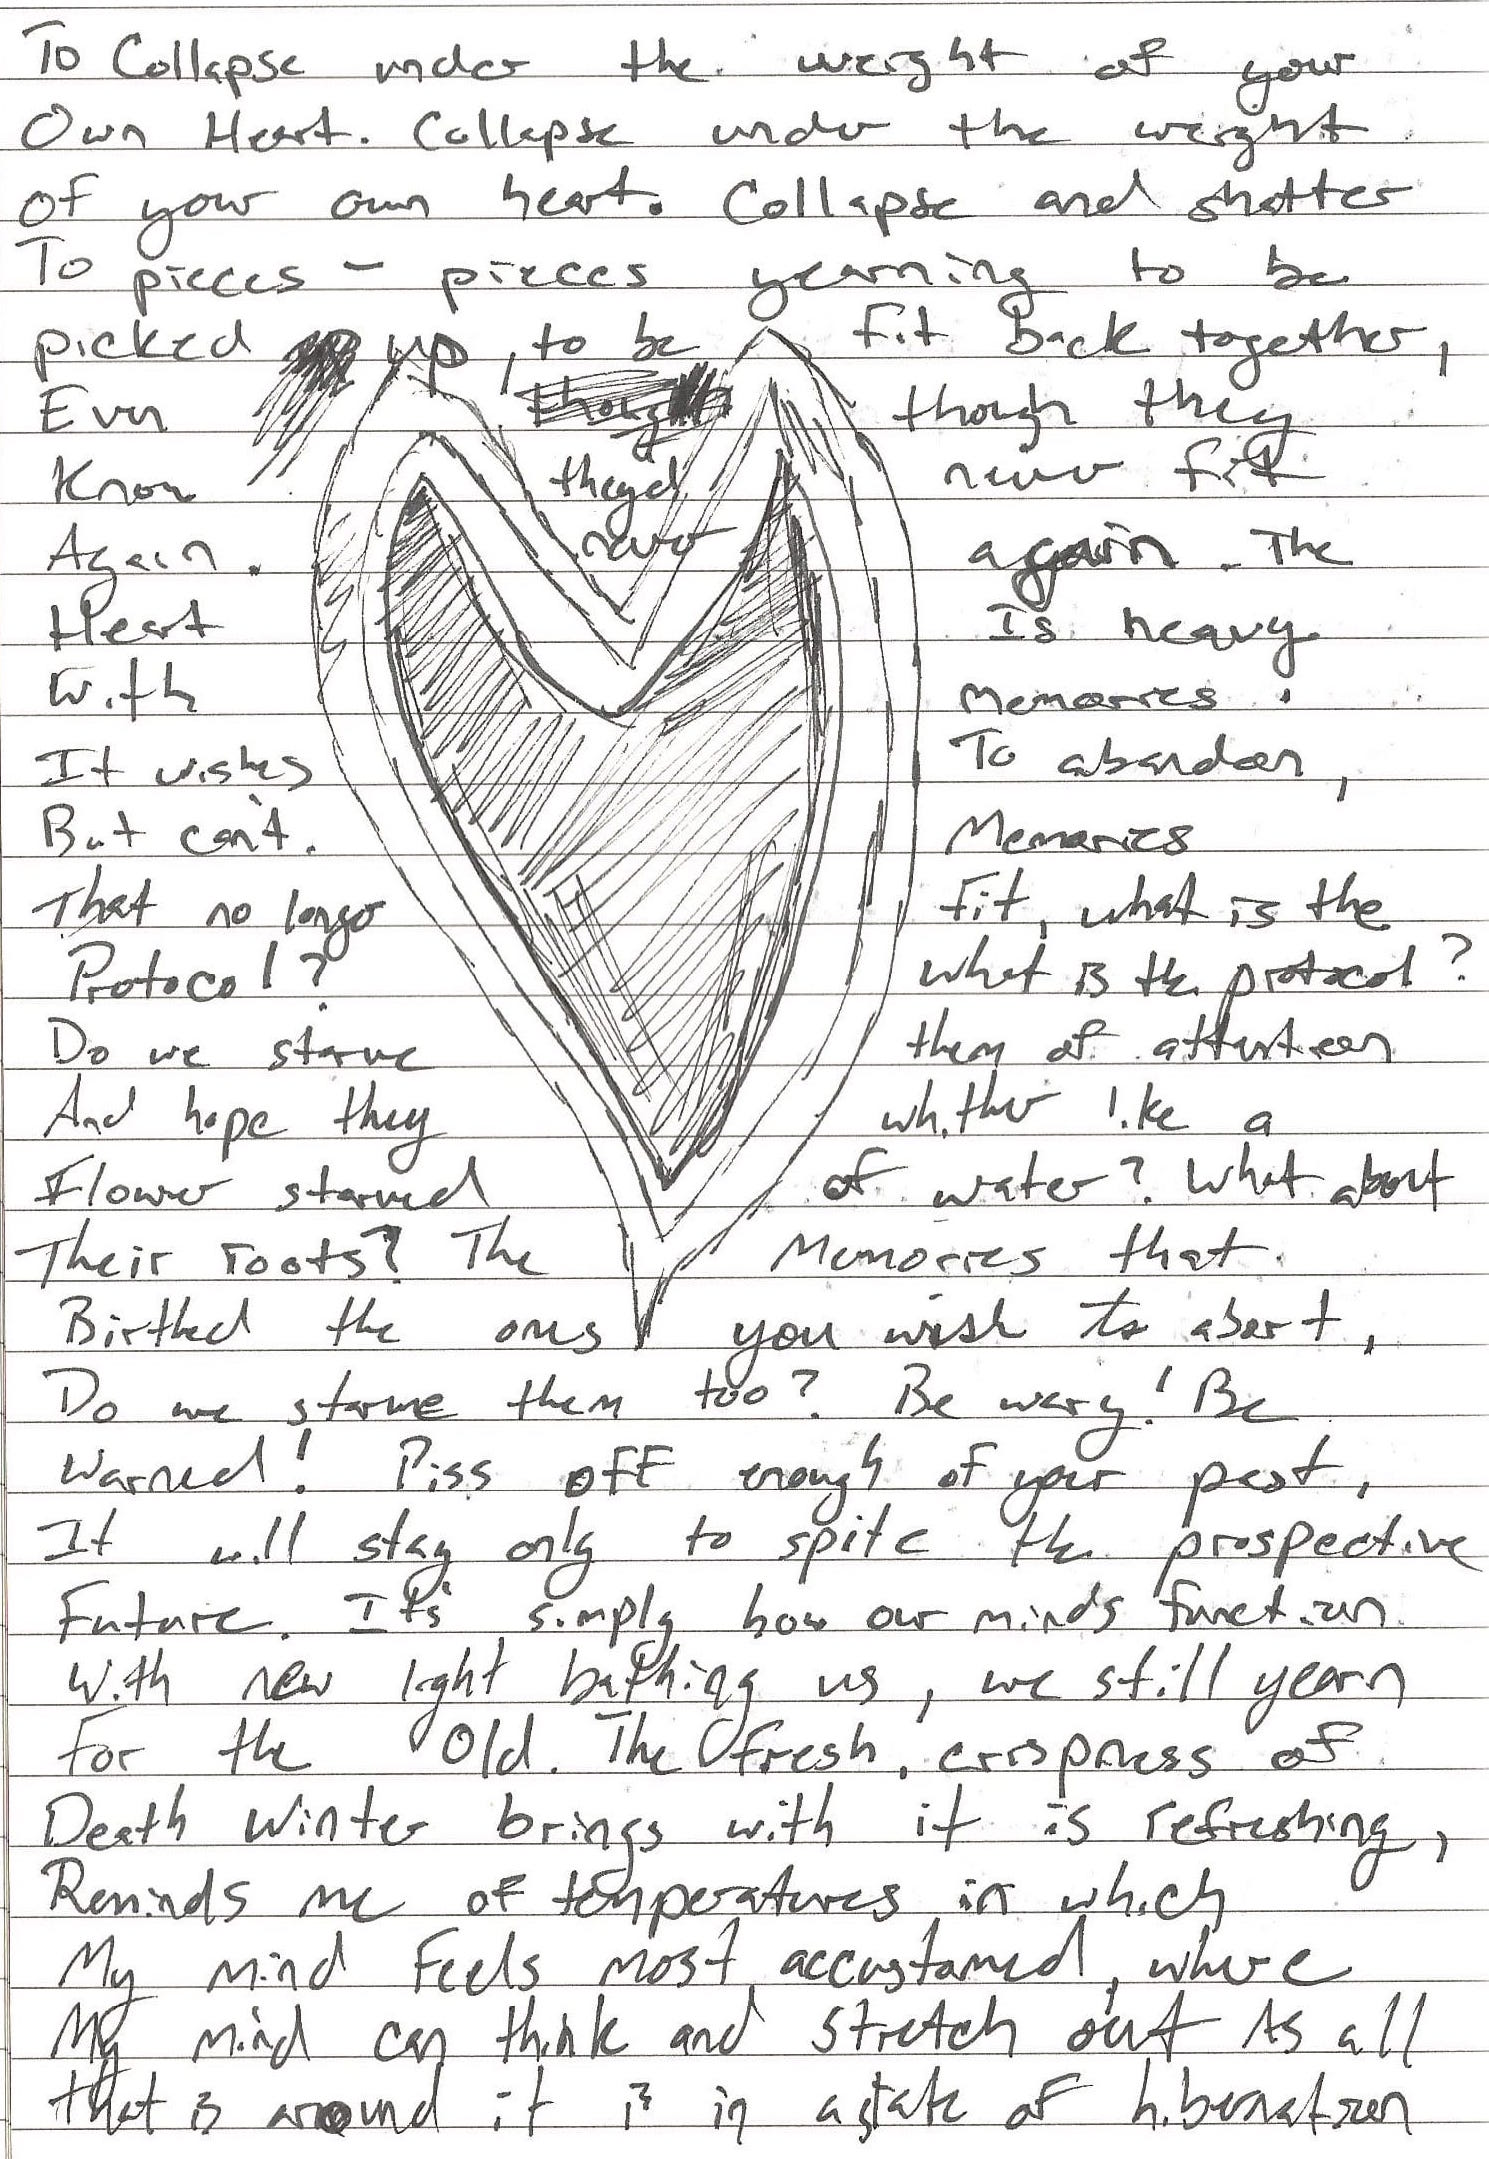 To Collapse under the weight of your
Own Heart. Collapse under the weight
of your own heart. Collapse and shatter
To pieces - pieces yearning to be
picked up, to be fit back together,
Even though though they
Know they'd never fit
Again. never again. The
Heart Is heavy
With Memories.
It wishes To abandon,
But can't. Memories
That no longer Fit, what is the
Protocol? what is the protocol?
Do we starve them of attention
And hope they whither like a
Flower starved of water? What about
Their roots? The Memories that
Birthed the ones you wish to abort,
Do we starve them too? Be wary! Be
Warned! Piss off enough of your past,
It will stay only to spite the prospective
Future. It's simply how our minds function.
With new light bathing us, we still yearn
For the Old. The fresh, crispness of
Death Winter brings with it is refreshing,
Reminds me of temperatures in which
My mind Feels most accustomed, where
My mind can think and stretch out As all
that is around it is in a state of hibernation